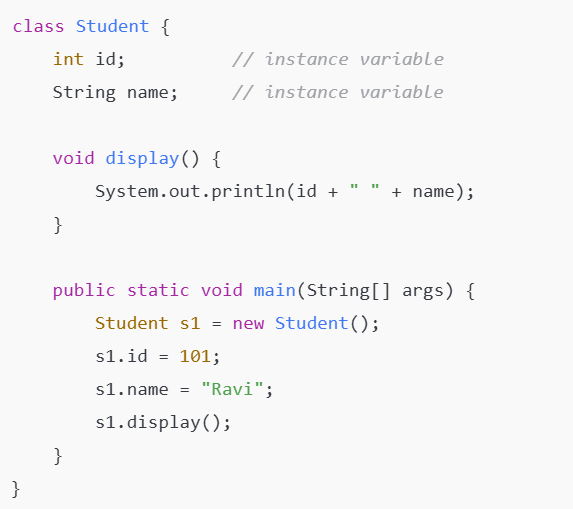 class Student {
    int id;          // instance variable
    String name;     // instance variable

    void display() {
        System.out.println(id + " " + name);
    }

    public static void main(String[] args) {
        Student s1 = new Student();
        s1.id = 101;
        s1.name = "Ravi";
        s1.display();
    }
}